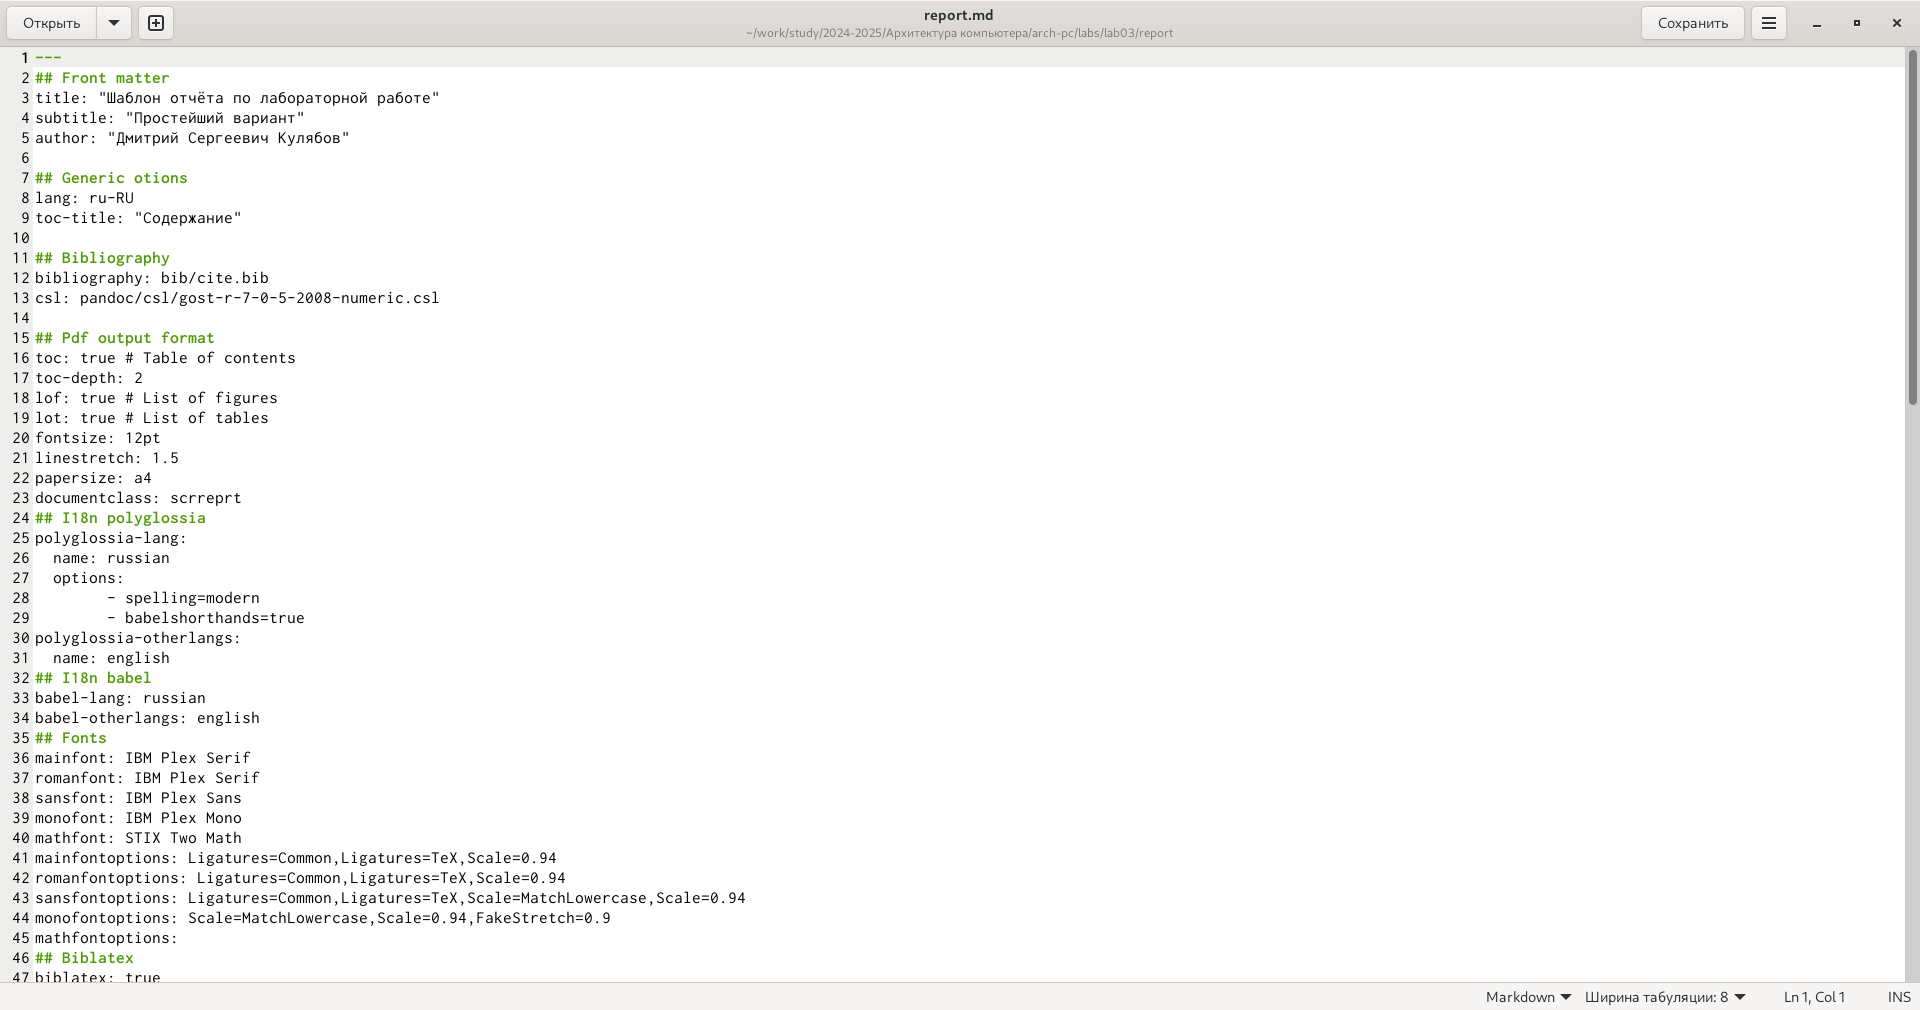 Открыть
report.md
~/work/study/2024-2025/Архитектура компьютера/arch-pc/labs/lab03/report
Сохранить
1 ---
2 ## Front matter
3 title: "Шаблон отчёта по лабораторной работе"
4 subtitle: "Простейший вариант"
5 author: "Дмитрий Сергеевич Кулябов"
6
7 ## Generic otions
8 lang: ru-RU
9 toc-title: "Содержание"
10
11 ## Bibliography
12 bibliography: bib/cite.bib
13 csl: pandoc/csl/gost-r-7-0-5-2008-numeric.csl
14
15 ## Pdf output format
16 toc: true # Table of contents
17 toc-depth: 2
18 lof: true # List of figures
19 lot: true # List of tables
20 fontsize: 12pt
21 linestretch: 1.5
22 papersize: a4
23 documentclass: scrreprt
24 ## I18n polyglossia
25 polyglossia-lang:
26   name: russian
27   options:
28         - spelling=modern
29         - babelshorthands=true
30 polyglossia-otherlangs:
31   name: english
32 ## I18n babel
33 babel-lang: russian
34 babel-otherlangs: english
35 ## Fonts
36 mainfont: IBM Plex Serif
37 romanfont: IBM Plex Serif
38 sansfont: IBM Plex Sans
39 monofont: IBM Plex Mono
40 mathfont: STIX Two Math
41 mainfontoptions: Ligatures=Common,Ligatures=TeX,Scale=0.94
42 romanfontoptions: Ligatures=Common,Ligatures=TeX,Scale=0.94
43 sansfontoptions: Ligatures=Common,Ligatures=TeX,Scale=MatchLowercase,Scale=0.94
44 monofontoptions: Scale=MatchLowercase,Scale=0.94,FakeStretch=0.9
45 mathfontoptions:
46 ## Biblatex
47 biblatex: true
Markdown
Ширина табуляции: 8
Ln 1, Col 1
INS